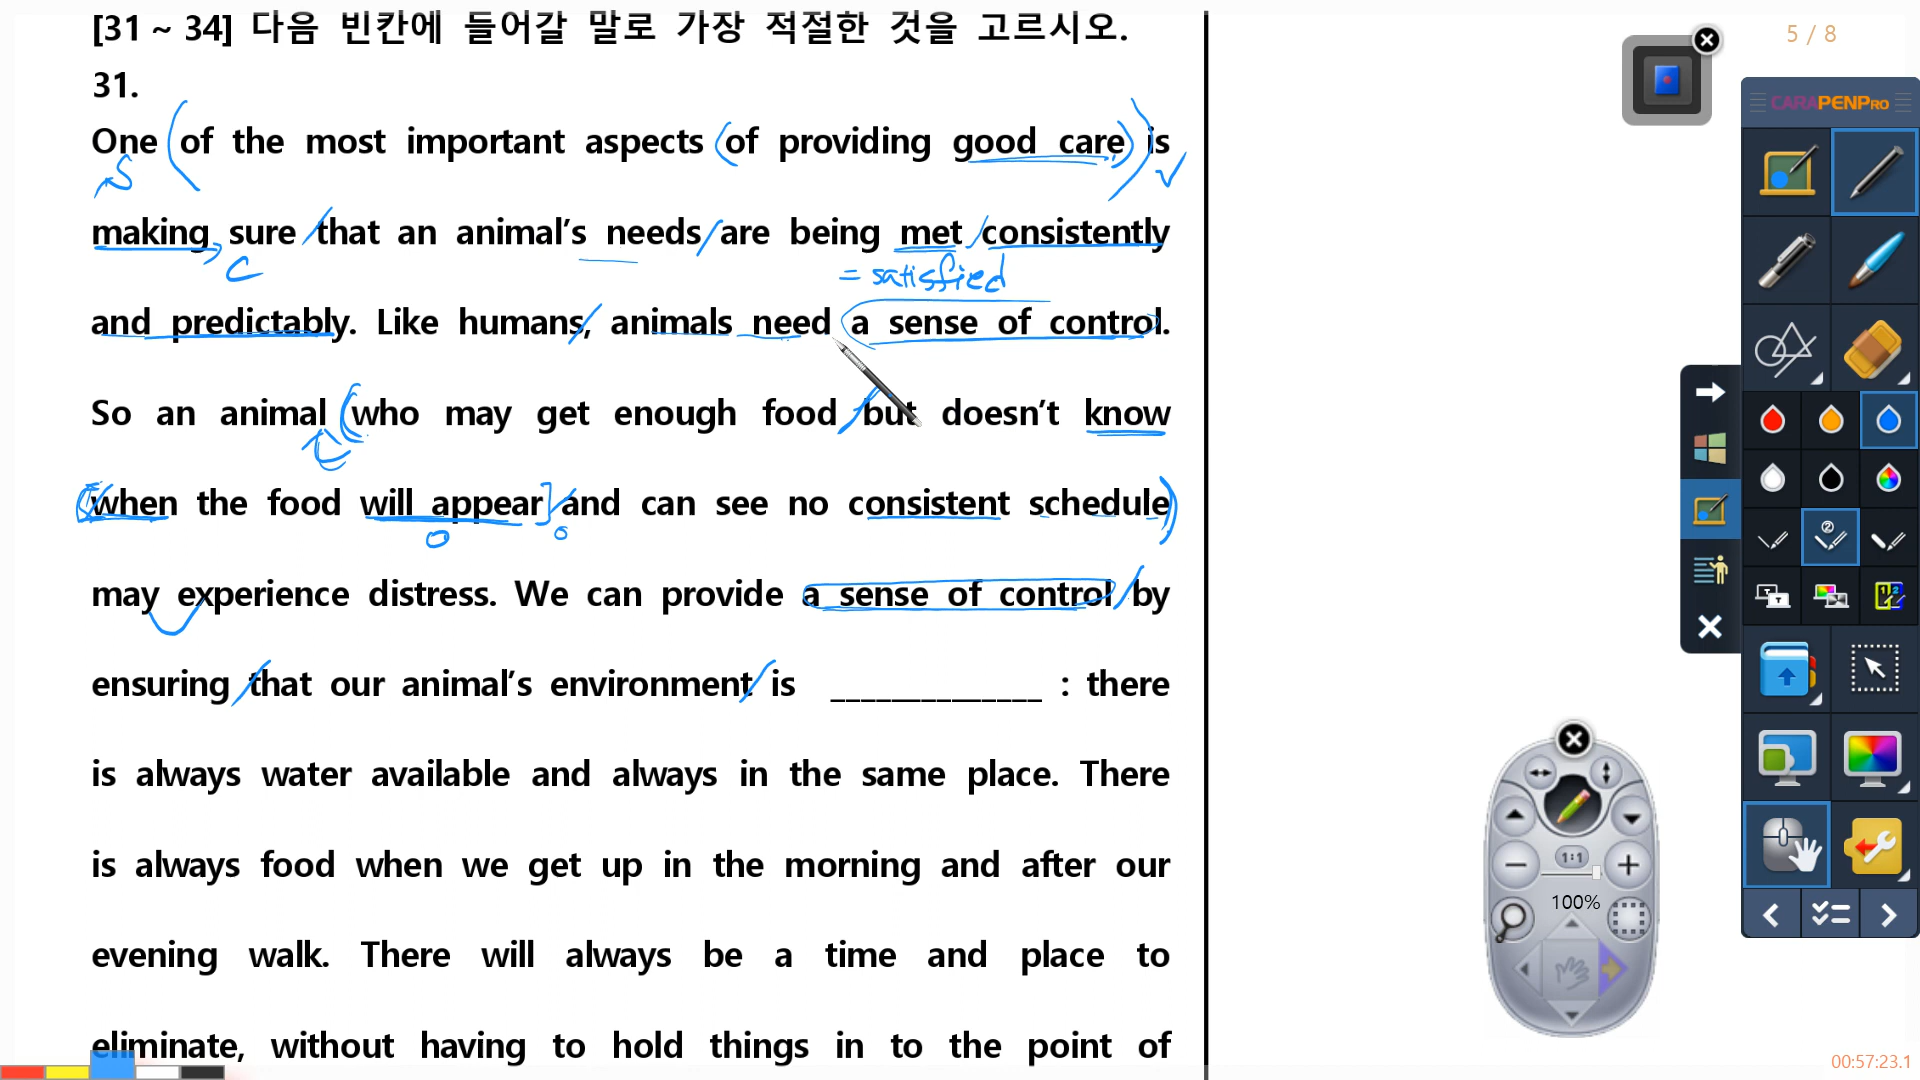 [31 ~ 34] 다음 빈칸에 들어갈 말로 가장 적절한 것을 고르시오.
31.
One of the most important aspects of providing good care is
S
V
making sure that an animal's needs are being met consistently
C
= satisfied
and predictably. Like humans, animals need a sense of control.
So an animal who may get enough food but doesn't know
when the food will appear and can see no consistent schedule
may experience distress. We can provide a sense of control by
ensuring that our animal's environment is ______________ : there
is always water available and always in the same place. There
is always food when we get up in the morning and after our
evening walk. There will always be a time and place to
eliminate, without having to hold things in to the point of
5 / 8
CARAPENPRO
1:1
100%
00:57:23.1